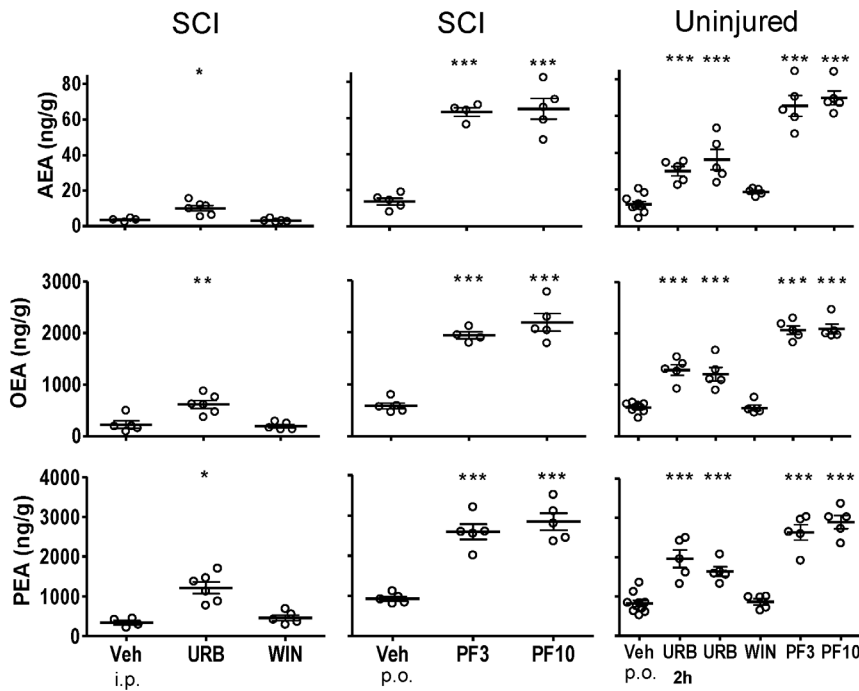 SCI SCI Uninjured
* *** *** *** *** *** ***
80
60
40
20
0
AEA (ng/g)
** *** *** *** *** *** ***
3000
2000
1000
0
OEA (ng/g)
* *** *** *** *** *** ***
4000
3000
2000
1000
0
PEA (ng/g)
Veh URB WIN Veh PF3 PF10 Veh URB URB WIN PF3 PF10
i.p. p.o. p.o. 2h